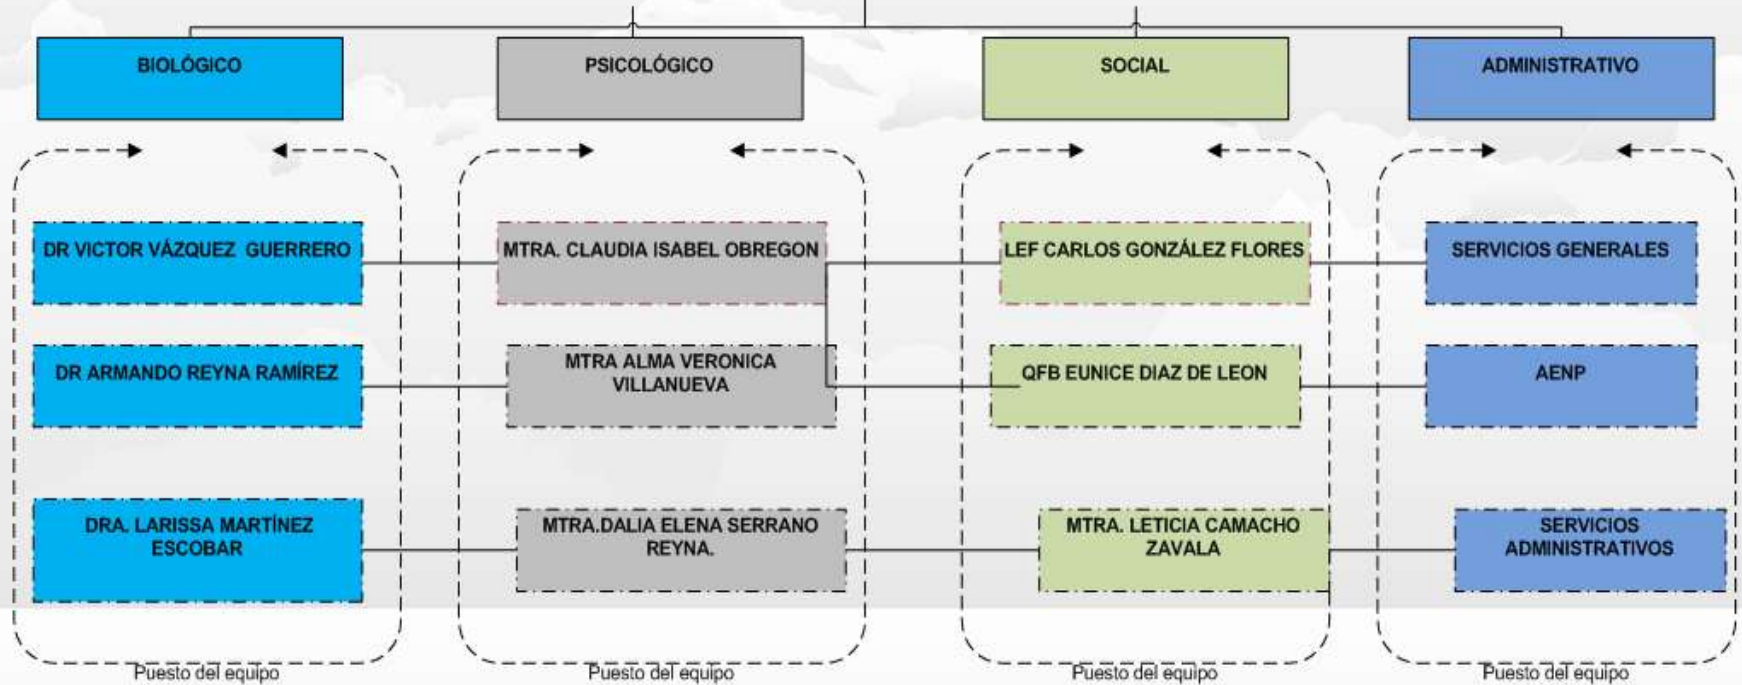 BIOLÓGICO
PSICOLÓGICO
SOCIAL
ADMINISTRATIVO
DR VICTOR VÁZQUEZ GUERRERO
MTRA. CLAUDIA ISABEL OBREGON
LEF CARLOS GONZÁLEZ FLORES
SERVICIOS GENERALES
DR ARMANDO REYNA RAMÍREZ
MTRA ALMA VERONICA
VILLANUEVA
QFB EUNICE DIAZ DE LEON
AENP
DRA. LARISSA MARTÍNEZ
ESCOBAR
MTRA.DALIA ELENA SERRANO
REYNA.
MTRA. LETICIA CAMACHO
ZAVALA
SERVICIOS
ADMINISTRATIVOS
Puesto del equipo
Puesto del equipo
Puesto del equipo
Puesto del equipo